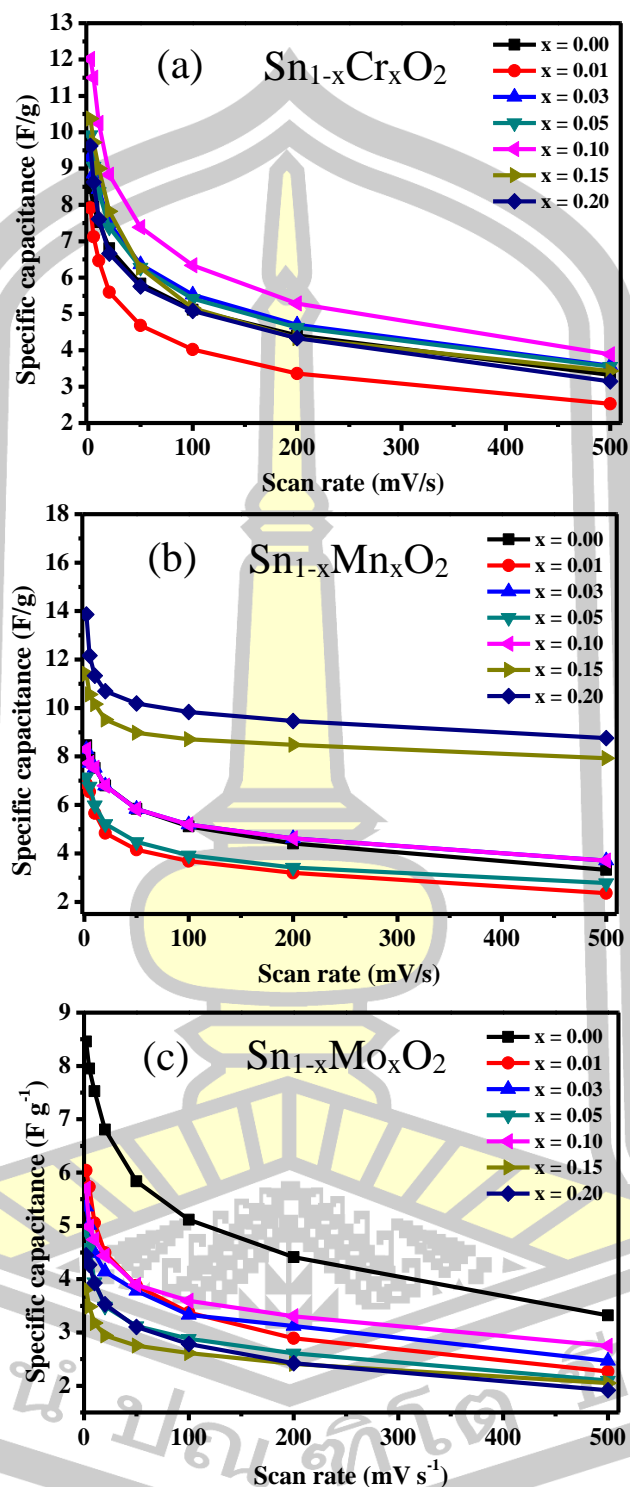 (a) Sn₁₋ₓCrₓO₂
x = 0.00
x = 0.01
x = 0.03
x = 0.05
x = 0.10
x = 0.15
x = 0.20
Specific capacitance (F/g)
13
12
11
10
9
8
7
6
5
4
3
2
0 100 200 300 400 500
Scan rate (mV/s)
(b) Sn₁₋ₓMnₓO₂
x = 0.00
x = 0.01
x = 0.03
x = 0.05
x = 0.10
x = 0.15
x = 0.20
Specific capacitance (F/g)
18
16
14
12
10
8
6
4
2
0 100 200 300 400 500
Scan rate (mV/s)
(c) Sn₁₋ₓMoₓO₂
x = 0.00
x = 0.01
x = 0.03
x = 0.05
x = 0.10
x = 0.15
x = 0.20
Specific capacitance (F g⁻¹)
9
8
7
6
5
4
3
2
0 100 200 300 400 500
Scan rate (mV s⁻¹)